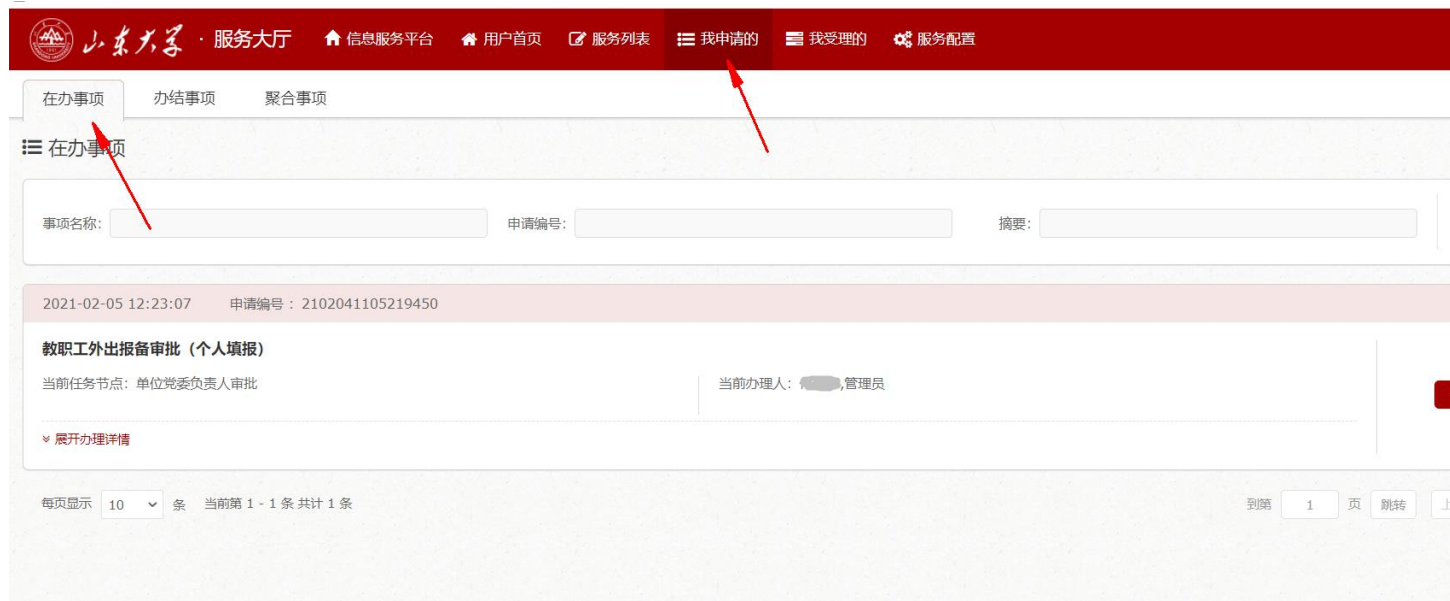 山东大学 · 服务大厅 信息服务平台 用户首页 服务列表 我申请的 我受理的 服务配置
在办事项 办结事项 聚合事项
在办事项
事项名称: 申请编号: 摘要:
2021-02-05 12:23:07 申请编号 : 2102041105219450
教职工外出报备审批（个人填报）
当前任务节点: 单位党委负责人审批 当前办理人: ,管理员
展开办理详情
每页显示 10 条 当前第 1 - 1 条 共计 1 条 到第 1 页 跳转 上